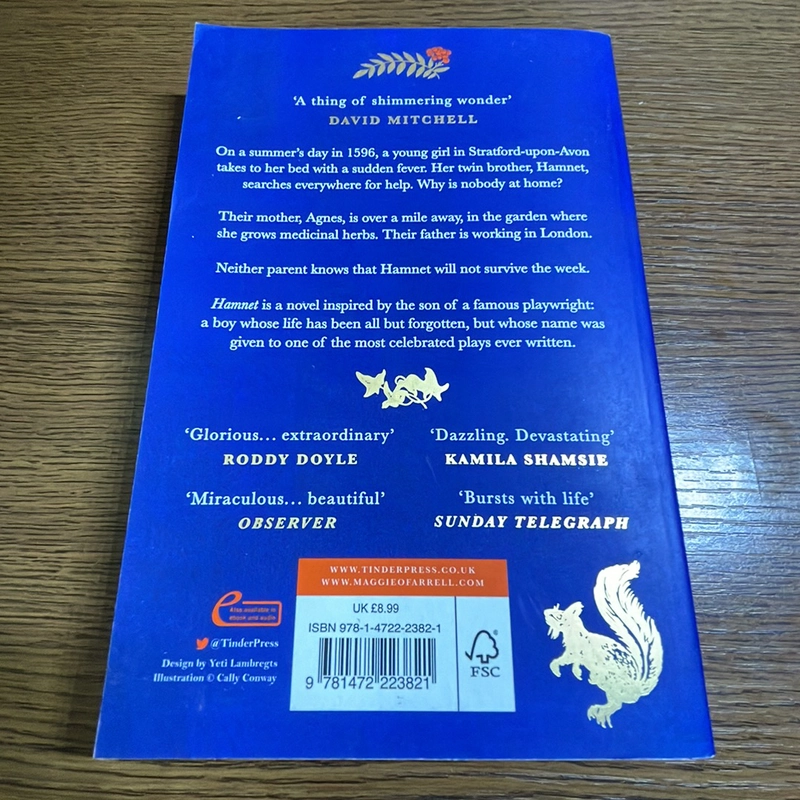 ‘A thing of shimmering wonder’
DAVID MITCHELL
On a summer’s day in 1596, a young girl in Stratford-upon-Avon
takes to her bed with a sudden fever. Her twin brother, Hamnet,
searches everywhere for help. Why is nobody at home?
Their mother, Agnes, is over a mile away, in the garden where
she grows medicinal herbs. Their father is working in London.
Neither parent knows that Hamnet will not survive the week.
Hamnet is a novel inspired by the son of a famous playwright:
a boy whose life has been all but forgotten, but whose name was
given to one of the most celebrated plays ever written.
‘Glorious... extraordinary’
RODDY DOYLE
‘Dazzling. Devastating’
KAMILA SHAMSIE
‘Miraculous... beautiful’
OBSERVER
‘Bursts with life’
SUNDAY TELEGRAPH
WWW.TINDERPRESS.CO.UK
WWW.MAGGIEOFARRELL.COM
UK £8.99
ISBN 978-1-4722-2382-1
9 781472 223821
FSC
e
Also available in
ebook and audio
@TinderPress
Design by Yeti Lambregts
Illustration © Cally Conway